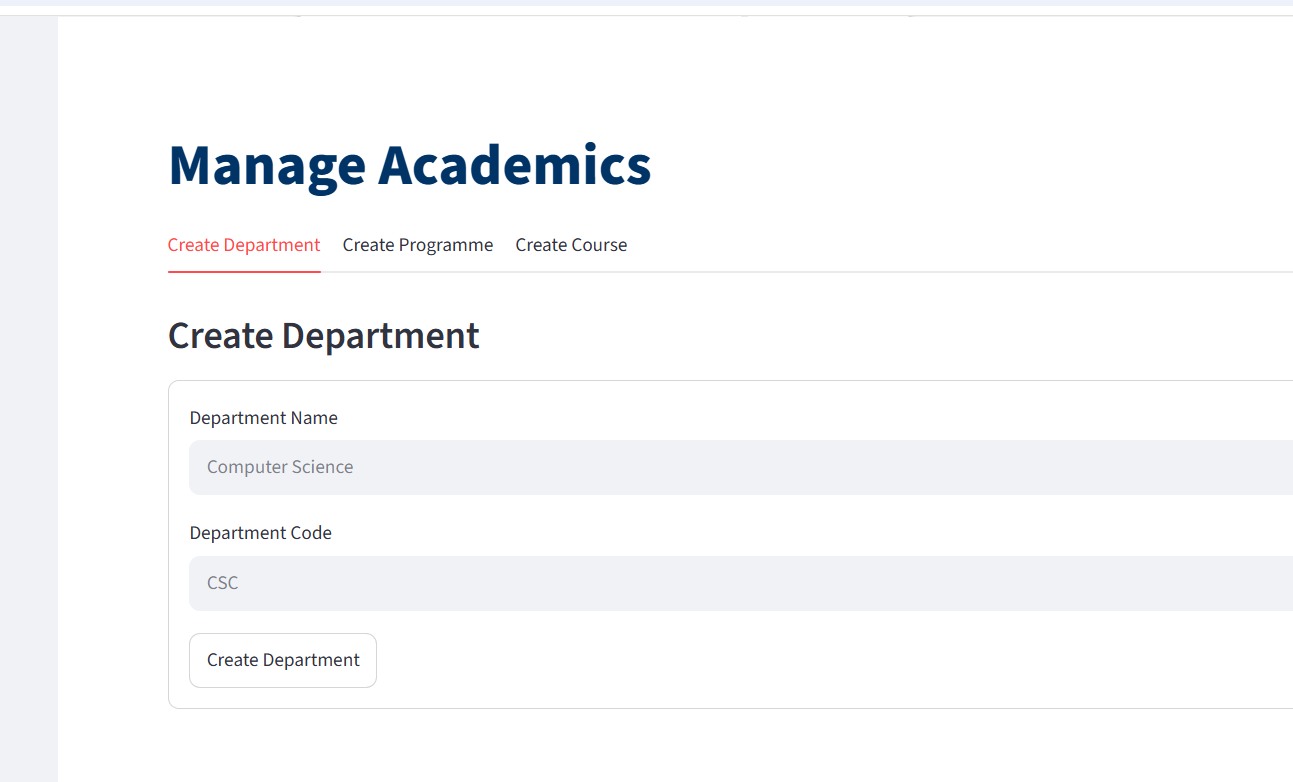 Manage Academics
Create Department Create Programme Create Course
Create Department
Department Name
Computer Science
Department Code
CSC
Create Department